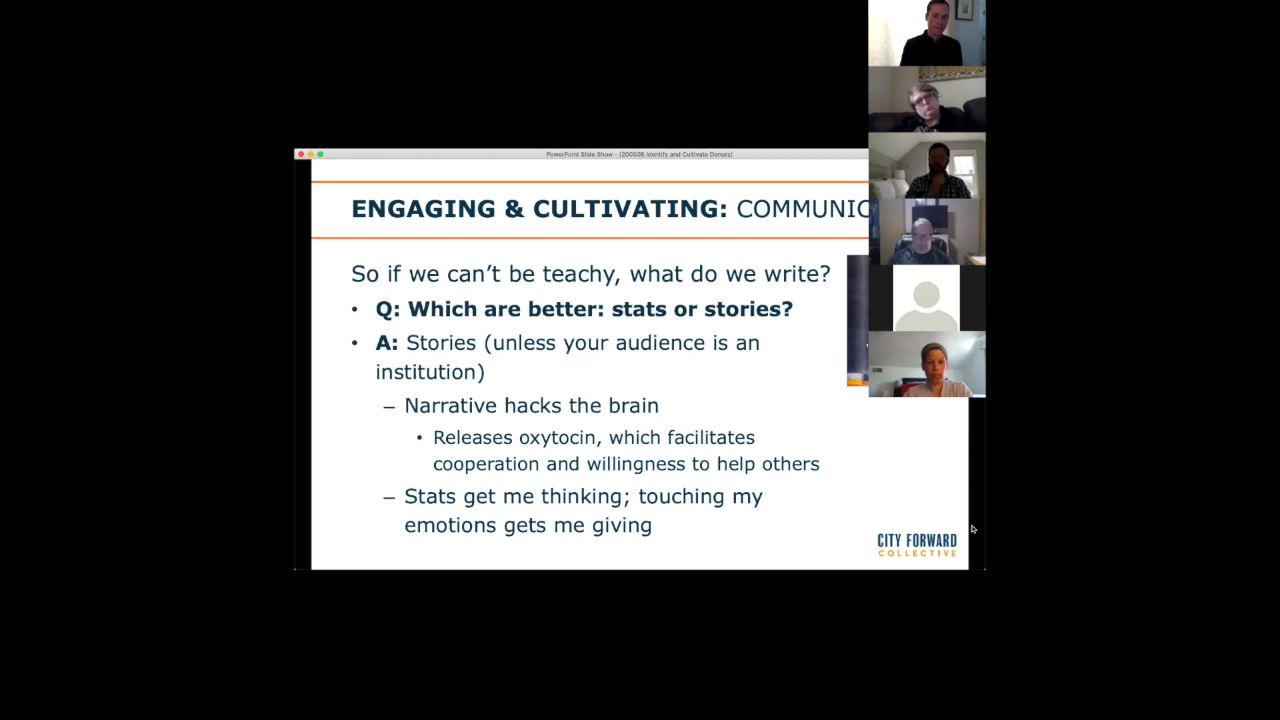 PowerPoint Slide Show - [200506 Identify and Cultivate Donors]
ENGAGING & CULTIVATING: COMMUNIC
So if we can't be teachy, what do we write?
• Q: Which are better: stats or stories?
• A: Stories (unless your audience is an
institution)
– Narrative hacks the brain
• Releases oxytocin, which facilitates
cooperation and willingness to help others
– Stats get me thinking; touching my
emotions gets me giving
CITY FORWARD
COLLECTIVE